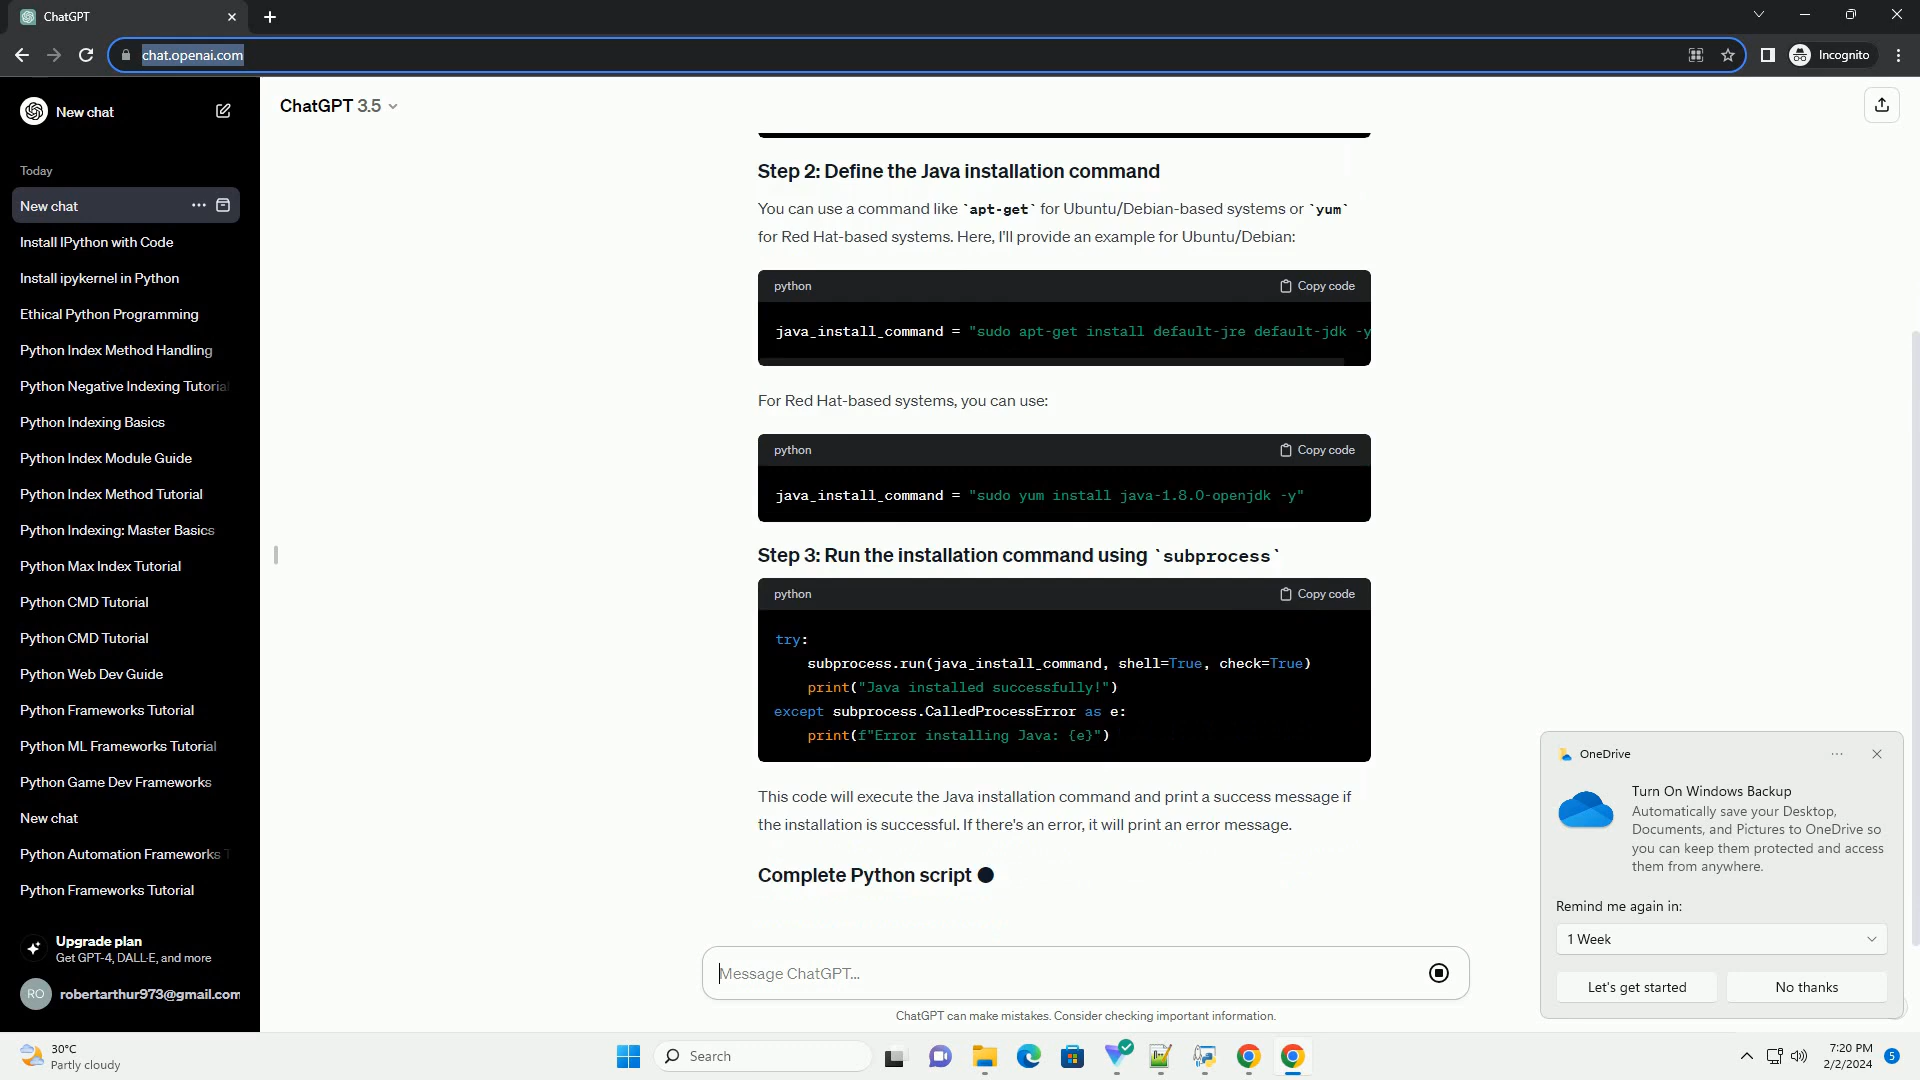 ChatGPT
chat.openai.com
Incognito
New chat
Today
New chat
Install IPython with Code
Install ipykernel in Python
Ethical Python Programming
Python Index Method Handling
Python Negative Indexing Tutorial
Python Indexing Basics
Python Index Module Guide
Python Index Method Tutorial
Python Indexing: Master Basics
Python Max Index Tutorial
Python CMD Tutorial
Python CMD Tutorial
Python Web Dev Guide
Python Frameworks Tutorial
Python ML Frameworks Tutorial
Python Game Dev Frameworks
New chat
Python Automation Frameworks T
Python Frameworks Tutorial
Upgrade plan
Get GPT-4, DALL·E, and more
RO
robertarthur973@gmail.com
ChatGPT 3.5
Step 2: Define the Java installation command
You can use a command like `apt-get` for Ubuntu/Debian-based systems or `yum`
for Red Hat-based systems. Here, I'll provide an example for Ubuntu/Debian:
python Copy code
java_install_command = "sudo apt-get install default-jre default-jdk -y
For Red Hat-based systems, you can use:
python Copy code
java_install_command = "sudo yum install java-1.8.0-openjdk -y"
Step 3: Run the installation command using `subprocess`
python Copy code
try:
subprocess.run(java_install_command, shell=True, check=True)
print("Java installed successfully!")
except subprocess.CalledProcessError as e:
print(f"Error installing Java: {e}")
This code will execute the Java installation command and print a success message if
the installation is successful. If there's an error, it will print an error message.
Complete Python script
Message ChatGPT...
ChatGPT can make mistakes. Consider checking important information.
OneDrive
Turn On Windows Backup
Automatically save your Desktop,
Documents, and Pictures to OneDrive so
you can keep them protected and access
them from anywhere.
Remind me again in:
1 Week
Let's get started
No thanks
30°C
Partly cloudy
Search
7:20 PM
2/2/2024
5